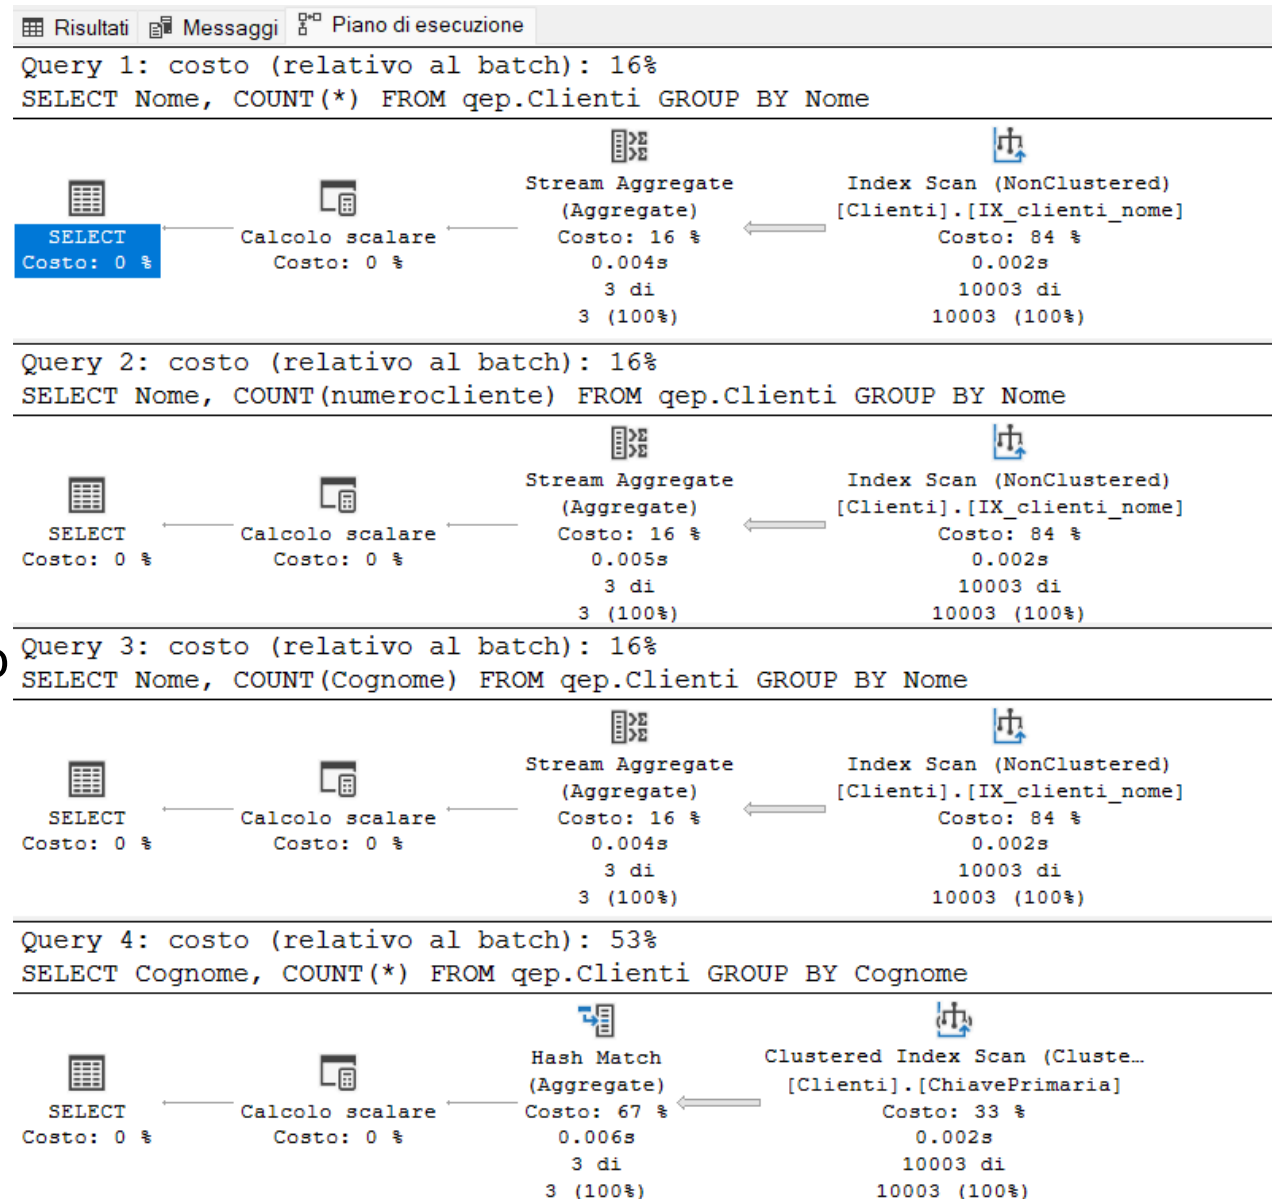 Risultati Messaggi Piano di esecuzione
Query 1: costo (relativo al batch): 16%
SELECT Nome, COUNT(*) FROM qep.Clienti GROUP BY Nome
SELECT
Costo: 0 %
Calcolo scalare
Costo: 0 %
Stream Aggregate
(Aggregate)
Costo: 16 %
0.004s
3 di
3 (100%)
Index Scan (NonClustered)
[Clienti].[IX_clienti_nome]
Costo: 84 %
0.002s
10003 di
10003 (100%)
Query 2: costo (relativo al batch): 16%
SELECT Nome, COUNT(numerocliente) FROM qep.Clienti GROUP BY Nome
SELECT
Costo: 0 %
Calcolo scalare
Costo: 0 %
Stream Aggregate
(Aggregate)
Costo: 16 %
0.005s
3 di
3 (100%)
Index Scan (NonClustered)
[Clienti].[IX_clienti_nome]
Costo: 84 %
0.002s
10003 di
10003 (100%)
Query 3: costo (relativo al batch): 16%
SELECT Nome, COUNT(Cognome) FROM qep.Clienti GROUP BY Nome
SELECT
Costo: 0 %
Calcolo scalare
Costo: 0 %
Stream Aggregate
(Aggregate)
Costo: 16 %
0.004s
3 di
3 (100%)
Index Scan (NonClustered)
[Clienti].[IX_clienti_nome]
Costo: 84 %
0.002s
10003 di
10003 (100%)
Query 4: costo (relativo al batch): 53%
SELECT Cognome, COUNT(*) FROM qep.Clienti GROUP BY Cognome
SELECT
Costo: 0 %
Calcolo scalare
Costo: 0 %
Hash Match
(Aggregate)
Costo: 67 %
0.006s
3 di
3 (100%)
Clustered Index Scan (Cluste…
[Clienti].[ChiavePrimaria]
Costo: 33 %
0.002s
10003 di
10003 (100%)